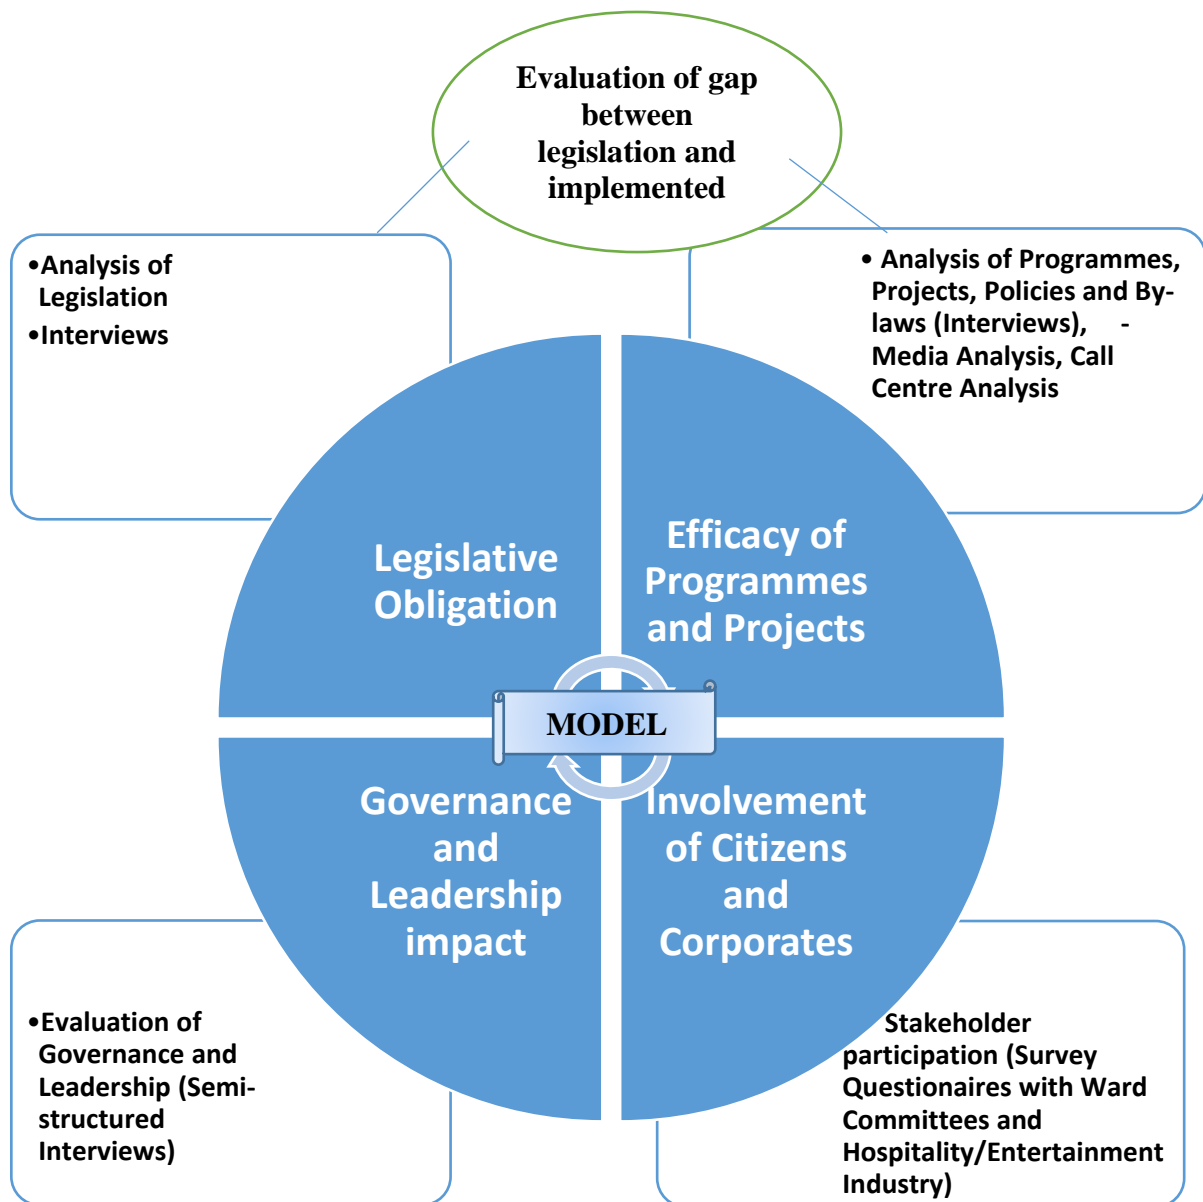 Evaluation of gap
between
legislation and
implemented
•Analysis of
Legislation
•Interviews
• Analysis of Programmes,
Projects, Policies and By-
laws (Interviews), -
Media Analysis, Call
Centre Analysis
Legislative
Obligation
Efficacy of
Programmes
and Projects
MODEL
Governance
and
Leadership
impact
Involvement
of Citizens
and
Corporates
•Evaluation of
Governance and
Leadership (Semi-
structured
Interviews)
Stakeholder
participation (Survey
Questionaires with Ward
Committees and
Hospitality/Entertainment
Industry)